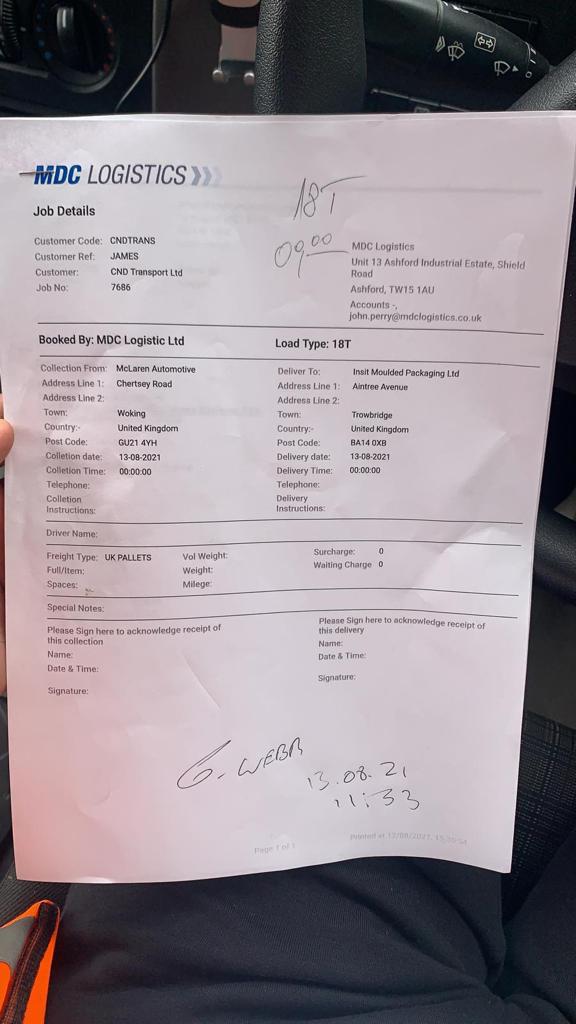 MDC LOGISTICS
18T
09.00
Job Details
Customer Code: CNDTRANS
Customer Ref: JAMES
Customer: CND Transport Ltd
Job No: 7686
MDC Logistics
Unit 13 Ashford Industrial Estate, Shield
Road
Ashford, TW15 1AU
Accounts -,
john.perry@mdclogistics.co.uk
Booked By: MDC Logistic Ltd
Load Type: 18T
Collection From: McLaren Automotive
Address Line 1: Chertsey Road
Address Line 2:
Town: Woking
Country:- United Kingdom
Post Code: GU21 4YH
Colletion date: 13-08-2021
Colletion Time: 00:00:00
Telephone:
Colletion
Instructions:
Deliver To: Insit Moulded Packaging Ltd
Address Line 1: Aintree Avenue
Address Line 2:
Town: Trowbridge
Country:- United Kingdom
Post Code: BA14 0XB
Delivery date: 13-08-2021
Delivery Time: 00:00:00
Telephone:
Delivery
Instructions:
Driver Name:
Freight Type: UK PALLETS
Full/Item:
Spaces:
Vol Weight:
Weight:
Milege:
Surcharge: 0
Waiting Charge 0
Special Notes:
Please Sign here to acknowledge receipt of
this collection
Name:
Date & Time:
Signature:
Please Sign here to acknowledge receipt of
this delivery
Name:
Date & Time:
Signature:
G. WEBB
13.08.21
11:33
Page 1 of 1
Printed at 12/08/2021,